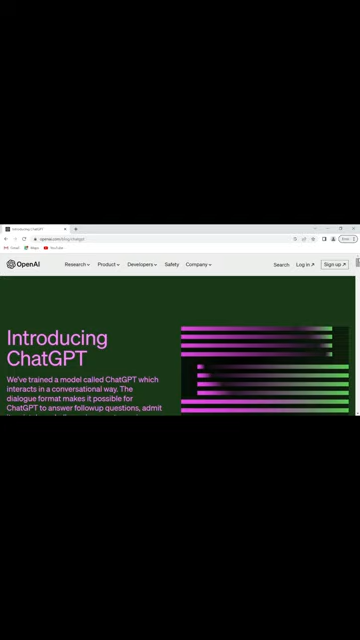 Introducing ChatGPT
openai.com/blog/chatgpt
Gmail Maps YouTube
OpenAI Research Product Developers Safety Company Search Log in Sign up
Introducing
ChatGPT
We've trained a model called ChatGPT which
interacts in a conversational way. The
dialogue format makes it possible for
ChatGPT to answer followup questions, admit